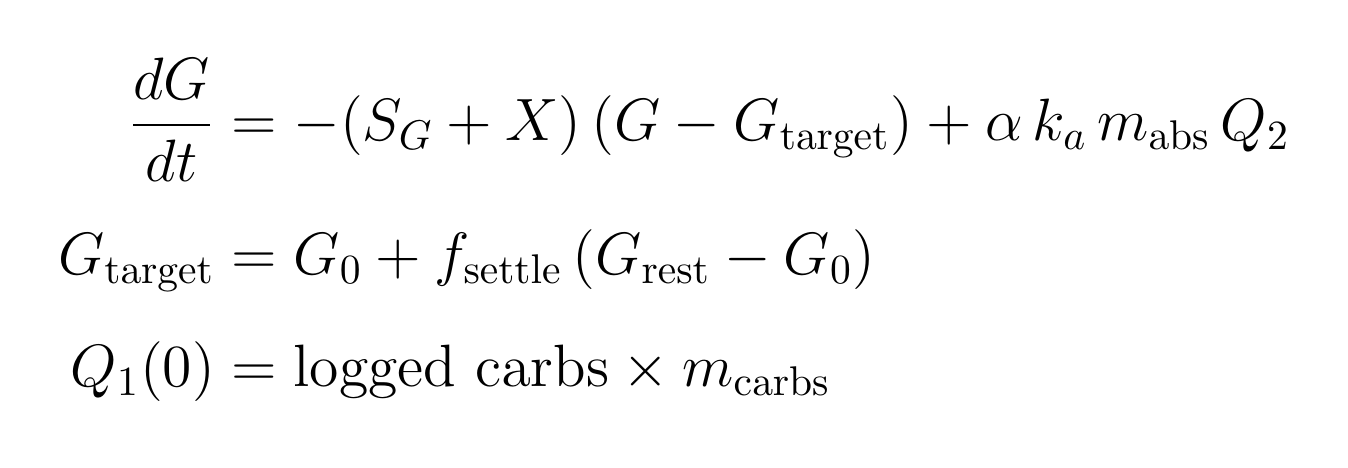 dG/dt = −(S_G + X) (G − G_target) + α k_a m_abs Q_2
G_target = G_0 + f_settle (G_rest − G_0)
Q_1(0) = logged carbs × m_carbs